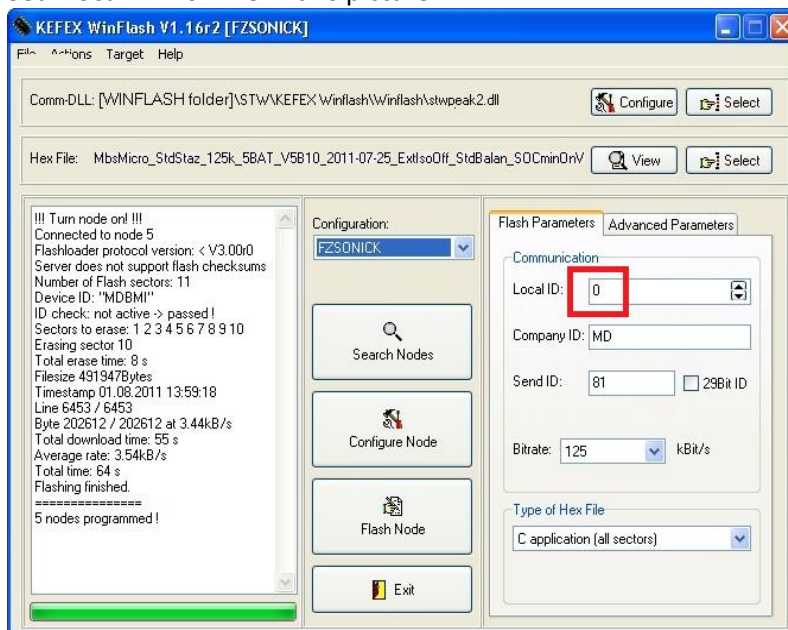 KEFEX WinFlash V1.16r2 [FZSONICK]
Target Help
Comm-DLL: [WINFLASH folder]\STW\KEFEX Winflash\Winflash\stwpeak2.dll
Configure
Select
Hex File: MbsMicro_StdStaz_125k_5BAT_V5B10_2011-07-25_ExtIsoOff_StdBalan_SOCminOnV
View
Select
!!! Turn node on! !!!
Connected to node 5
Flashloader protocol version: < V3.00r0
Server does not support flash checksums
Number of Flash sectors: 11
Device ID: "MDBMI"
ID check: not active -> passed !
Sectors to erase: 1 2 3 4 5 6 7 8 9 10
Erasing sector 10
Total erase time: 8 s
Filesize 491947Bytes
Timestamp 01.08.2011 13:59:18
Line 6453 / 6453
Byte 202612 / 202612 at 3.44kB/s
Total download time: 55 s
Average rate: 3.54kB/s
Total time: 64 s
Flashing finished.
===============
5 nodes programmed !
Configuration:
FZSONICK
Search Nodes
Configure Node
Flash Node
Exit
Flash Parameters
Advanced Parameters
Communication
Local ID: 0
Company ID: MD
Send ID: 81
29Bit ID
Bitrate: 125 kBit/s
Type of Hex File
C application (all sectors)